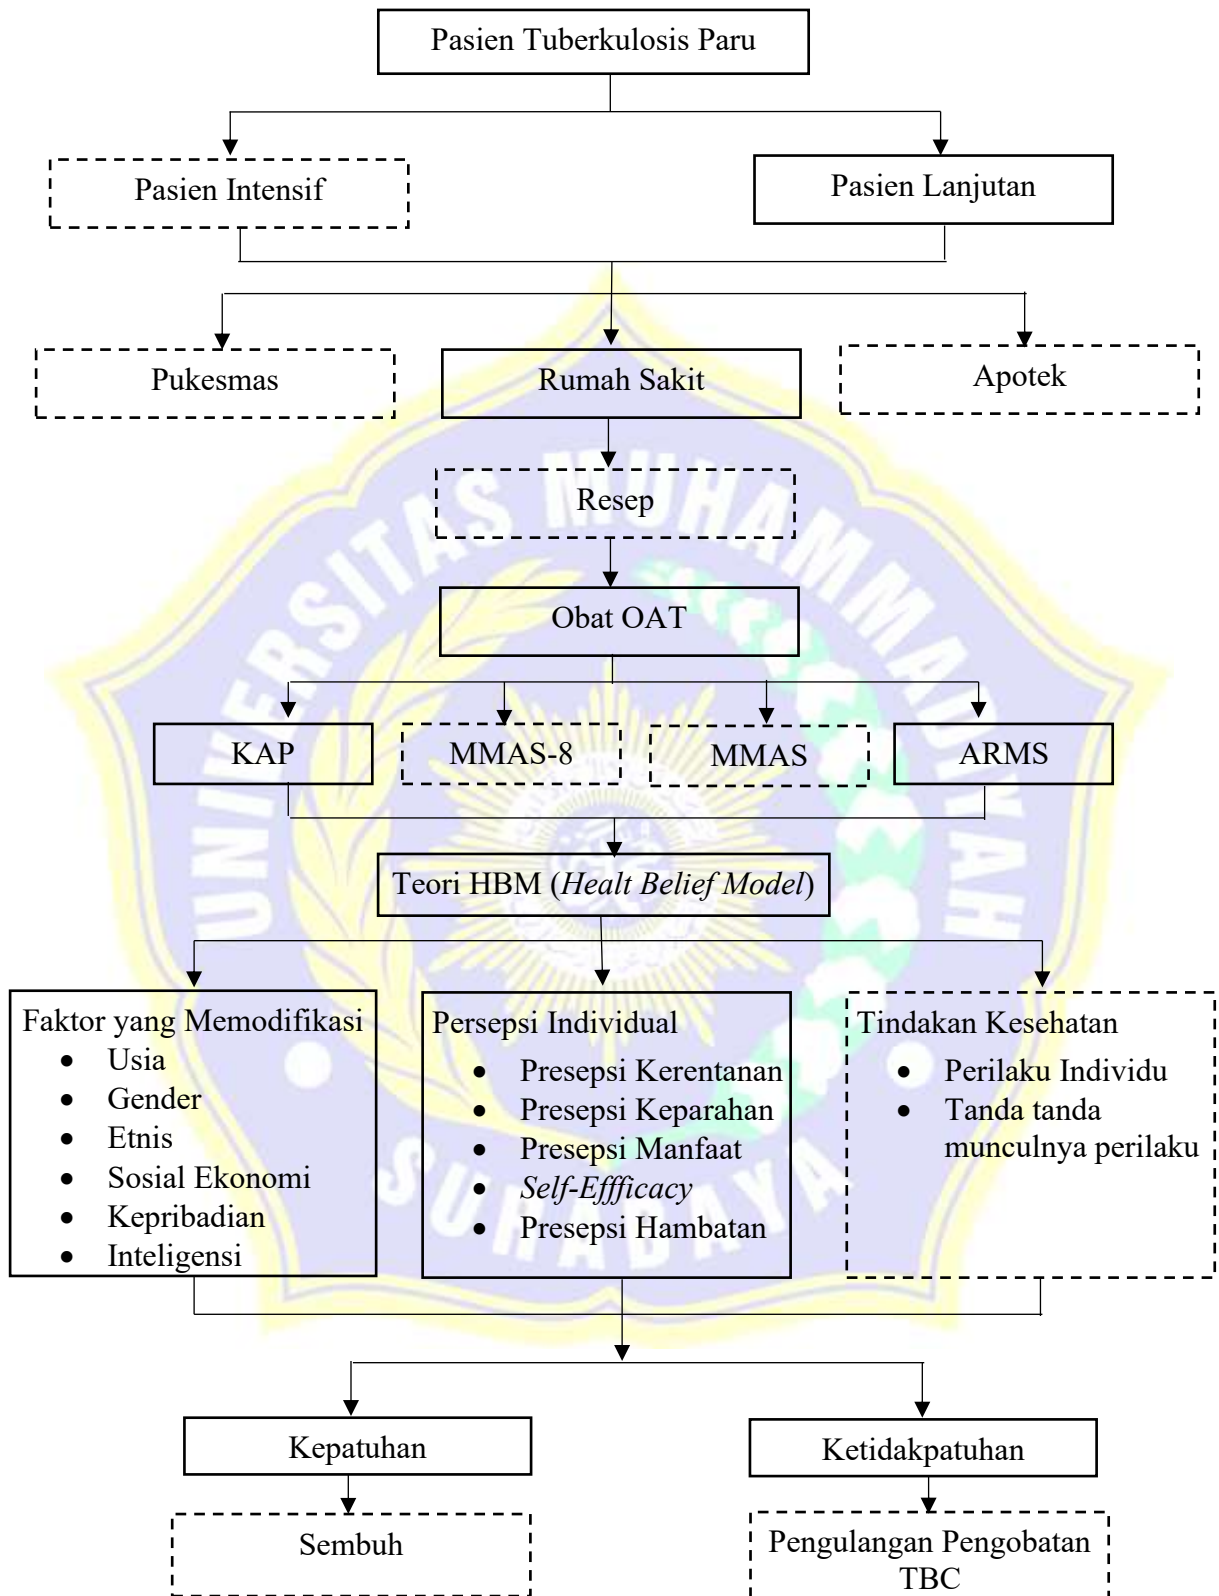 Pasien Tuberkulosis Paru
Pasien Intensif
Pasien Lanjutan
Pukesmas
Rumah Sakit
Apotek
Resep
Obat OAT
KAP
MMAS-8
MMAS
ARMS
Teori HBM (Healt Belief Model)
Faktor yang Memodifikasi
• Usia
• Gender
• Etnis
• Sosial Ekonomi
• Kepribadian
• Inteligensi
Persepsi Individual
• Presepsi Kerentanan
• Presepsi Keparahan
• Presepsi Manfaat
• Self-Effficacy
• Presepsi Hambatan
Tindakan Kesehatan
• Perilaku Individu
• Tanda tanda
munculnya perilaku
Kepatuhan
Ketidakpatuhan
Sembuh
Pengulangan Pengobatan
TBC
UNIVERSITAS MUHAMMADIYAH
SURABAYA